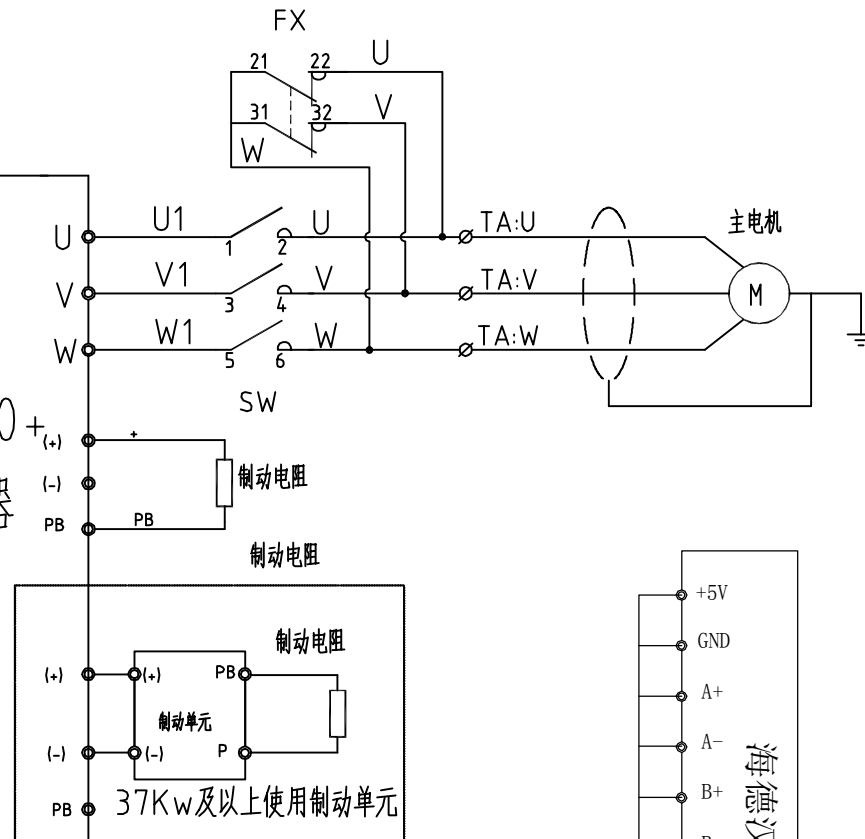 FX
21 22 U
31 32 V
W
U U1 1 2 U TA:U 主电机
V V1 3 4 V TA:V M
W W1 5 6 W TA:W
SW
+
(+) +
(-) 制动电阻
PB PB
制动电阻
+5V
制动电阻
GND
(+) (+) PB
A+
制动单元
A-
(-) (-) P
B+
PB 37Kw及以上使用制动单元
海德汉